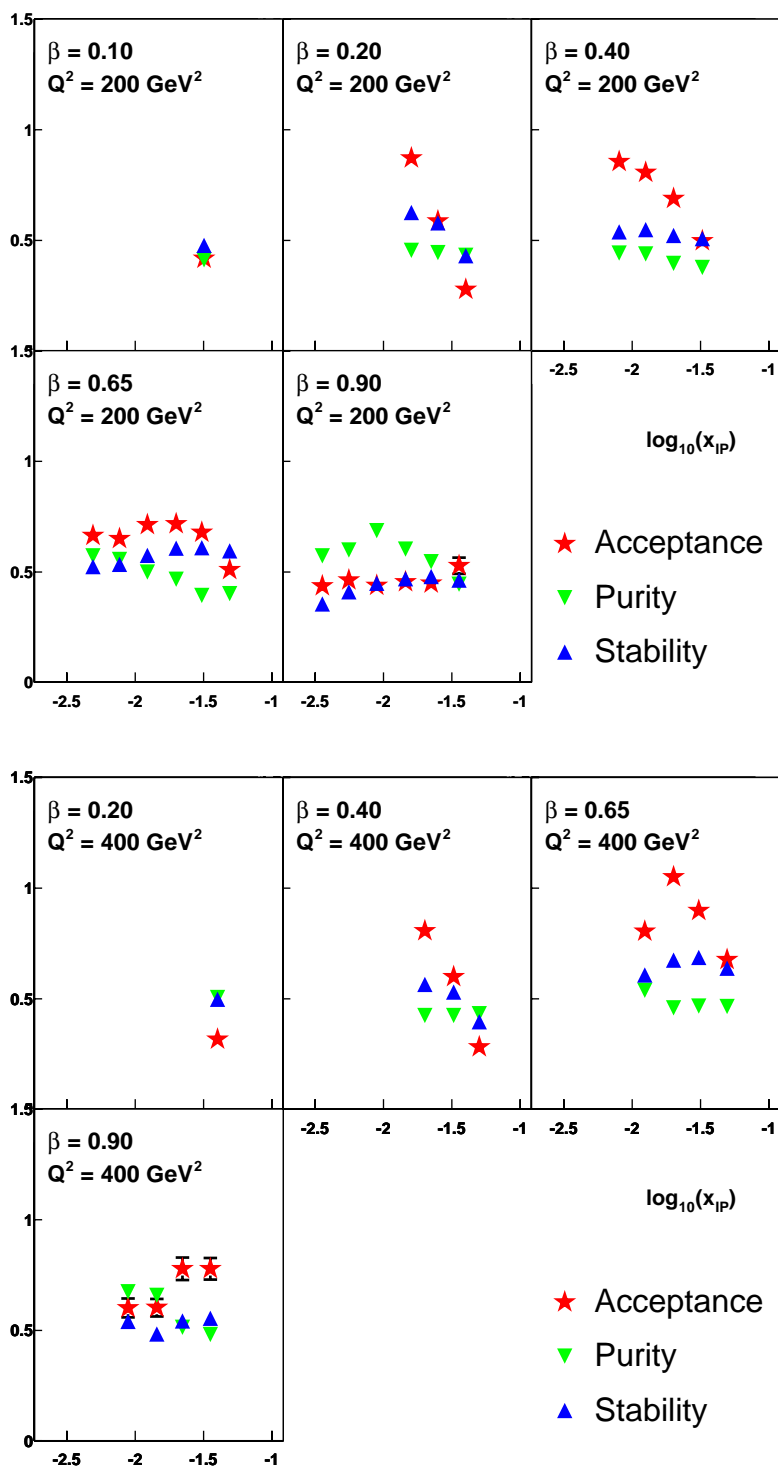 1.5
β = 0.10
Q² = 200 GeV²
β = 0.20
Q² = 200 GeV²
β = 0.40
Q² = 200 GeV²
1
0.5
-2.5 -2 -1.5 -1
1.5
β = 0.65
Q² = 200 GeV²
β = 0.90
Q² = 200 GeV²
log₁₀(x_IP)
1
0.5
0
Acceptance
Purity
Stability
-2.5 -2 -1.5 -1
-2.5 -2 -1.5 -1
1.5
β = 0.20
Q² = 400 GeV²
β = 0.40
Q² = 400 GeV²
β = 0.65
Q² = 400 GeV²
1
0.5
-2.5 -2 -1.5 -1
-2.5 -2 -1.5 -1
1.5
β = 0.90
Q² = 400 GeV²
log₁₀(x_IP)
1
0.5
0
Acceptance
Purity
Stability
-2.5 -2 -1.5 -1